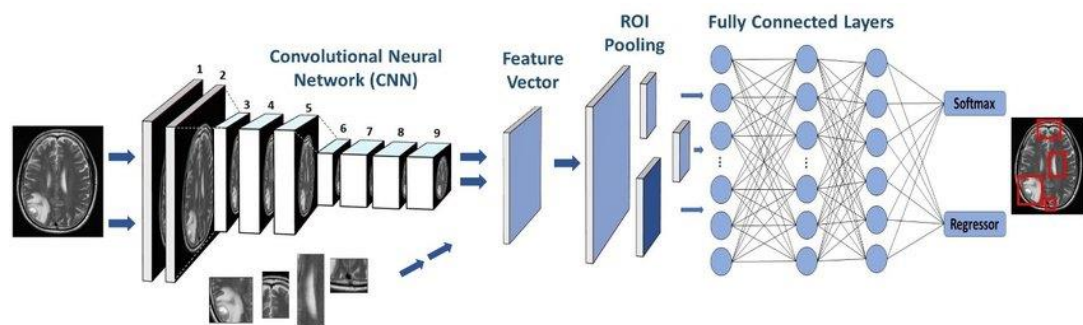 Convolutional Neural
Network (CNN)
1
2
3
4
5
6
7
8
9
Feature
Vector
ROI
Pooling
Fully Connected Layers
Softmax
Regressor